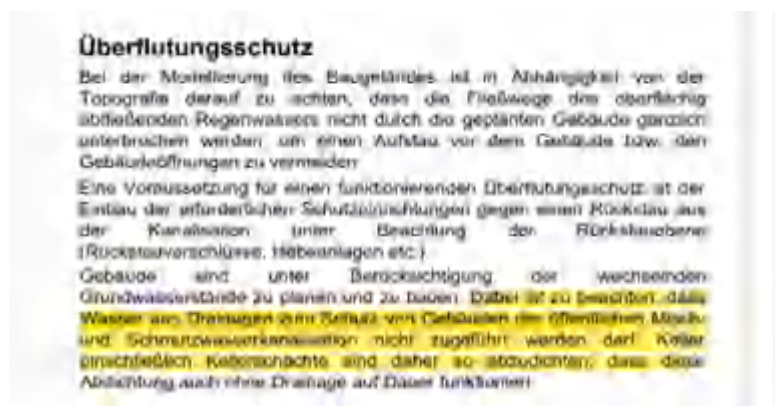 Überflutungsschutz
Bei der Modellierung des Baugeländes ist in Abhängigkeit von der
Topografie darauf zu achten, dass die Fließwege des oberflächig
abfließenden Regenwassers nicht durch die geplanten Gebäude gänzlich
unterbrochen werden, um einen Aufstau vor dem Gebäude bzw. den
Gebäudeöffnungen zu vermeiden.
Eine Voraussetzung für einen funktionierenden Überflutungsschutz ist der
Einbau der erforderlichen Schutzeinrichtungen gegen einen Rückstau aus
der Kanalisation unter Beachtung der Rückstauebene
(Rückstauverschlüsse, Hebeanlagen etc.)
Gebäude sind unter Berücksichtigung der wechselnden
Grundwasserstände zu planen und zu bauen. Dabei ist zu beachten, dass
Wasser aus Drainagen zum Schutz von Gebäuden der öffentlichen Misch-
und Schmutzwasserkanalisation nicht zugeführt werden darf. Keller
einschließlich Kellerschächte sind daher so abzudichten, dass diese
Abdichtung auch ohne Drainage auf Dauer funktioniert